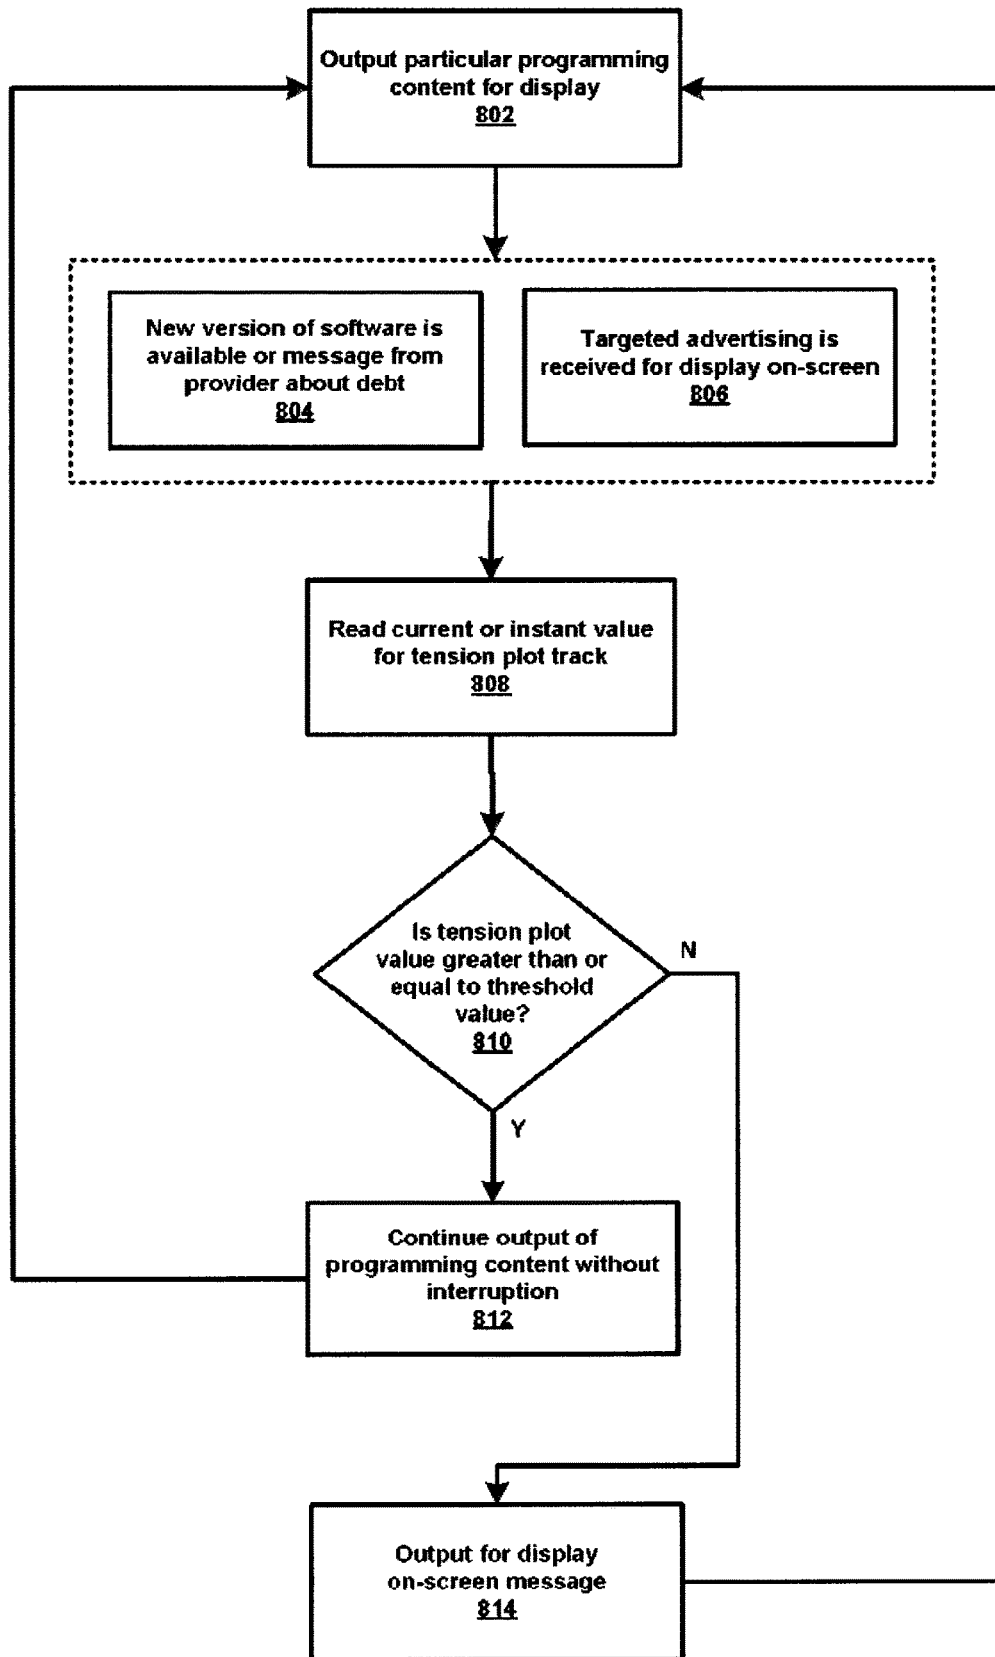 Output particular programming
content for display
802
New version of software is
available or message from
provider about debt
804
Targeted advertising is
received for display on-screen
806
Read current or instant value
for tension plot track
808
Is tension plot
value greater than or
equal to threshold
value?
810
N
Y
Continue output of
programming content without
interruption
812
Output for display
on-screen message
814